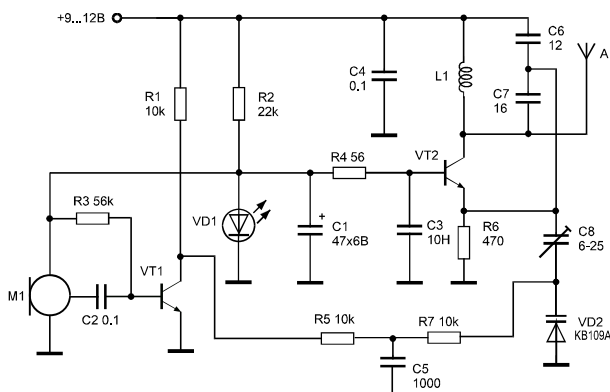 +9...12В
C6
12
A
R1
10k
R2
22k
C4
0.1
L1
C7
16
R4 56
VT2
R3 56k
VD1
+
C1
47x6В
C3
10Н
R6
470
C8
6-25
VT1
M1
C2 0.1
R5 10k
R7 10k
VD2
КВ109А
C5
1000